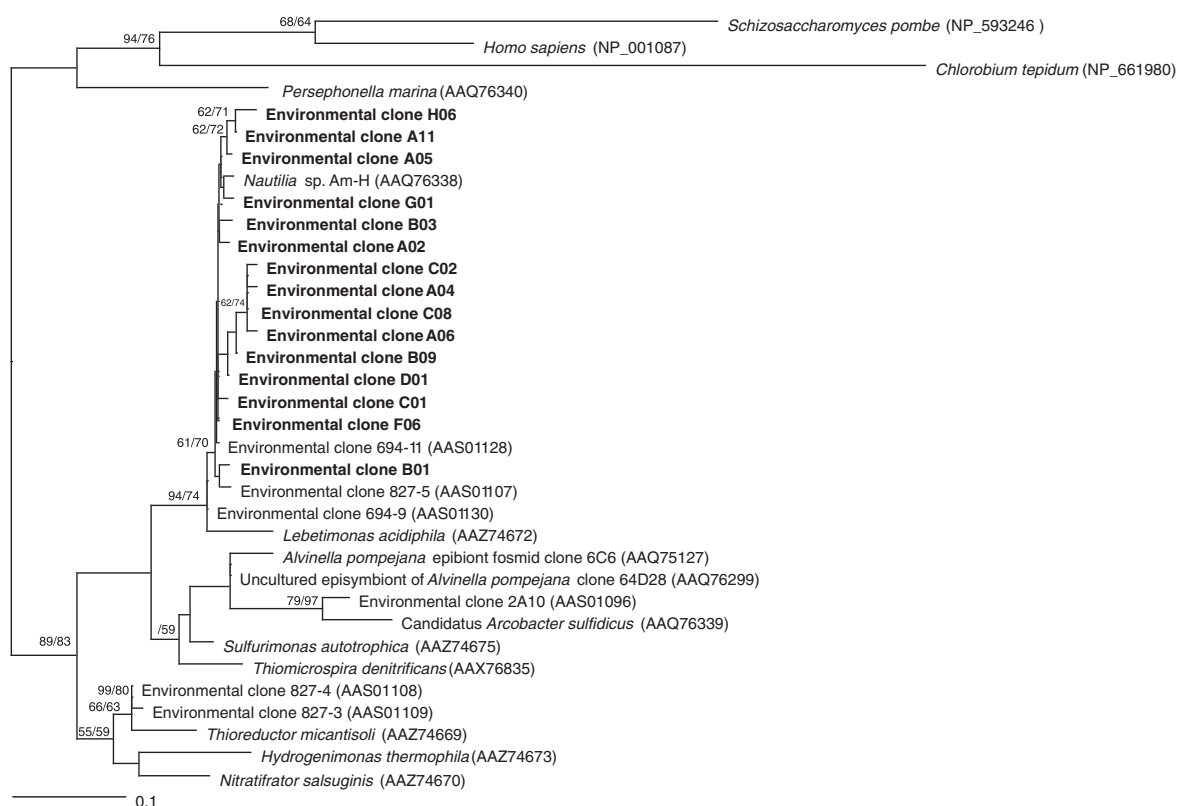 68/64
Schizosaccharomyces pombe (NP_593246 )
94/76
Homo sapiens (NP_001087)
Chlorobium tepidum (NP_661980)
Persephonella marina (AAQ76340)
62/71
Environmental clone H06
62/72
Environmental clone A11
Environmental clone A05
Nautilia sp. Am-H (AAQ76338)
Environmental clone G01
Environmental clone B03
Environmental clone A02
Environmental clone C02
Environmental clone A04
62/74
Environmental clone C08
Environmental clone A06
Environmental clone B09
Environmental clone D01
Environmental clone C01
Environmental clone F06
61/70
Environmental clone 694-11 (AAS01128)
Environmental clone B01
94/74
Environmental clone 827-5 (AAS01107)
Environmental clone 694-9 (AAS01130)
Lebetimonas acidiphila (AAZ74672)
Alvinella pompejana epibiont fosmid clone 6C6 (AAQ75127)
Uncultured episymbiont of Alvinella pompejana clone 64D28 (AAQ76299)
79/97
Environmental clone 2A10 (AAS01096)
Candidatus Arcobacter sulfidicus (AAQ76339)
/59
89/83
Sulfurimonas autotrophica (AAZ74675)
Thiomicrospira denitrificans (AAX76835)
99/80
Environmental clone 827-4 (AAS01108)
66/63
Environmental clone 827-3 (AAS01109)
55/59
Thioreductor micantisoli (AAZ74669)
Hydrogenimonas thermophila (AAZ74673)
Nitratifrator salsuginis (AAZ74670)
0.1